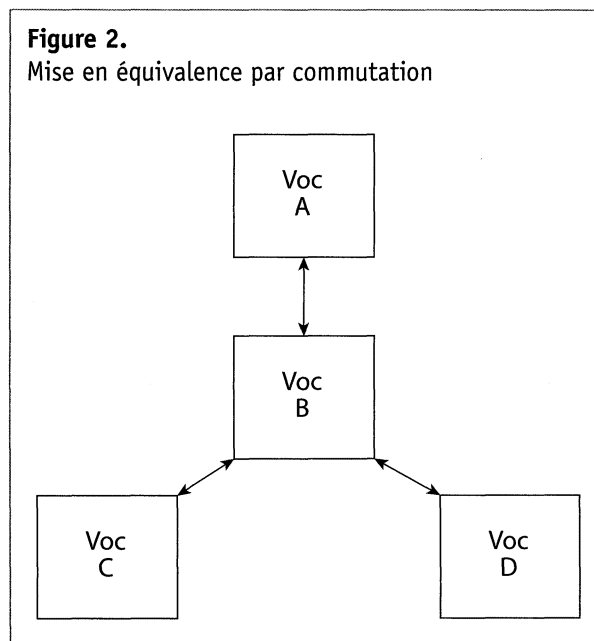 Figure 2.
Mise en équivalence par commutation
Voc
A
Voc
B
Voc
C
Voc
D